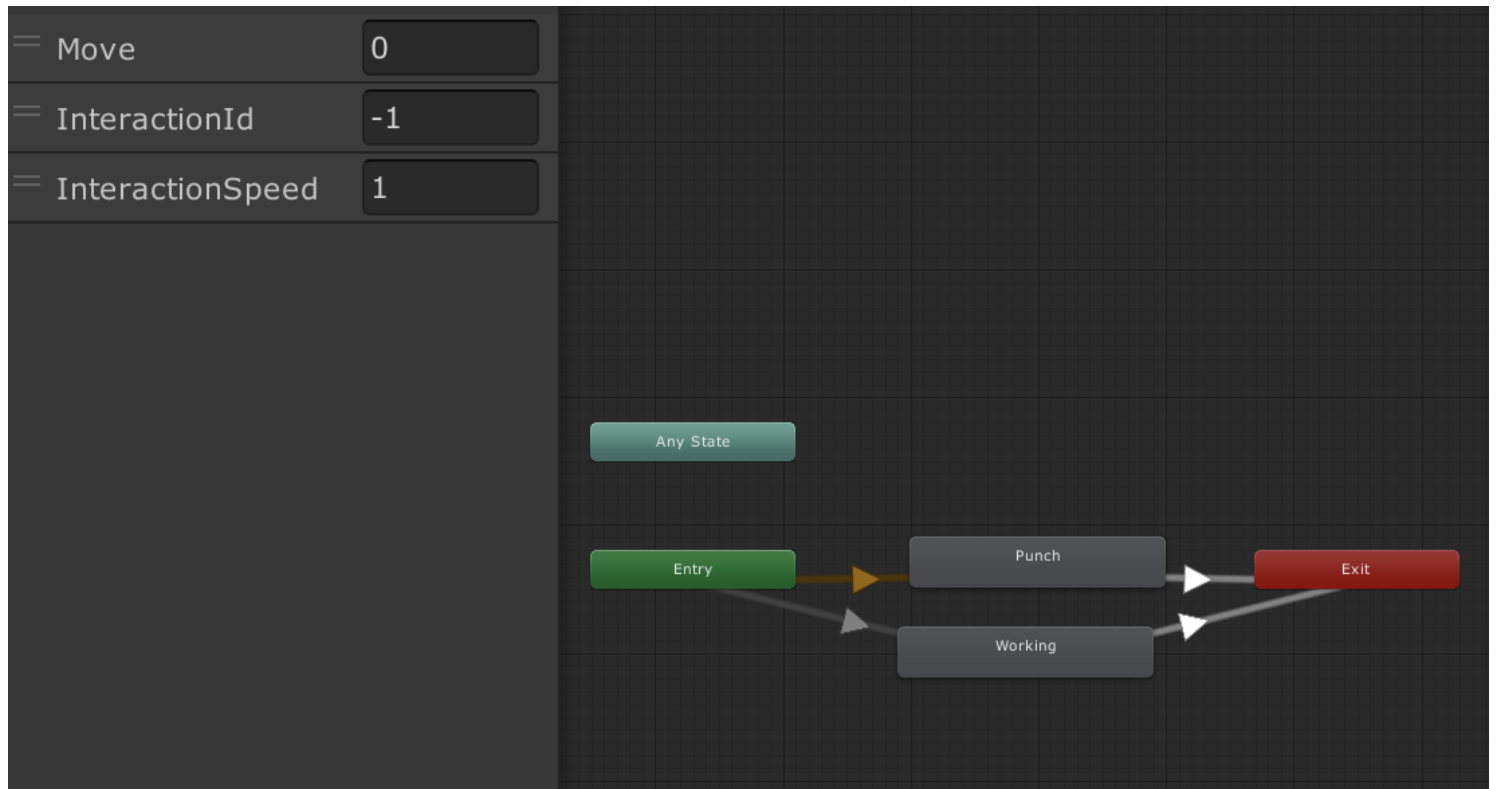 Move 0
InteractionId -1
InteractionSpeed 1
Any State
Entry
Punch
Exit
Working